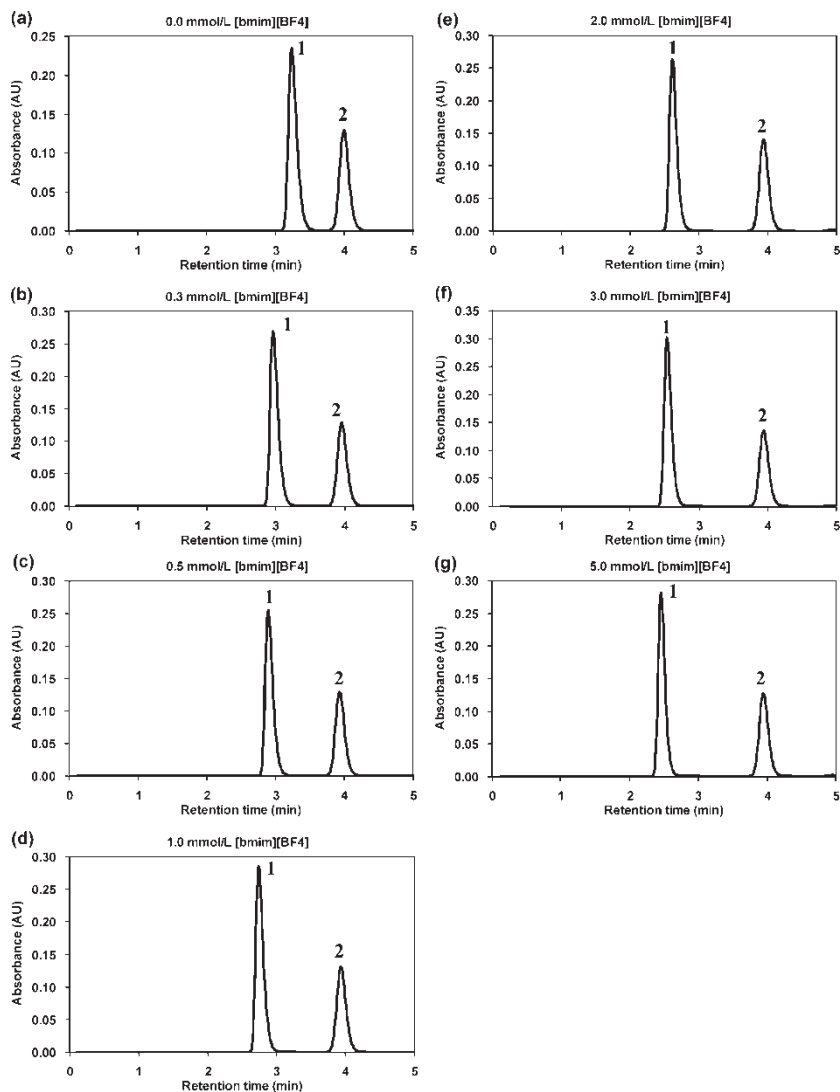 (a)
0.0 mmol/L [bmim][BF4]
Absorbance (AU)
0.25
0.20
0.15
0.10
0.05
0.00
1
2
0 1 2 3 4 5
Retention time (min)
(b)
0.3 mmol/L [bmim][BF4]
Absorbance (AU)
0.30
0.25
0.20
0.15
0.10
0.05
0.00
1
2
0 1 2 3 4 5
Retention time (min)
(c)
0.5 mmol/L [bmim][BF4]
Absorbance (AU)
0.30
0.25
0.20
0.15
0.10
0.05
0.00
1
2
0 1 2 3 4 5
Retention time (min)
(d)
1.0 mmol/L [bmim][BF4]
Absorbance (AU)
0.30
0.25
0.20
0.15
0.10
0.05
0.00
1
2
0 1 2 3 4 5
Retention time (min)
(e)
2.0 mmol/L [bmim][BF4]
Absorbance (AU)
0.30
0.25
0.20
0.15
0.10
0.05
0.00
1
2
0 1 2 3 4 5
Retention time (min)
(f)
3.0 mmol/L [bmim][BF4]
Absorbance (AU)
0.35
0.30
0.25
0.20
0.15
0.10
0.05
0.00
1
2
0 1 2 3 4 5
Retention time (min)
(g)
5.0 mmol/L [bmim][BF4]
Absorbance (AU)
0.30
0.25
0.20
0.15
0.10
0.05
0.00
1
2
0 1 2 3 4 5
Retention time (min)